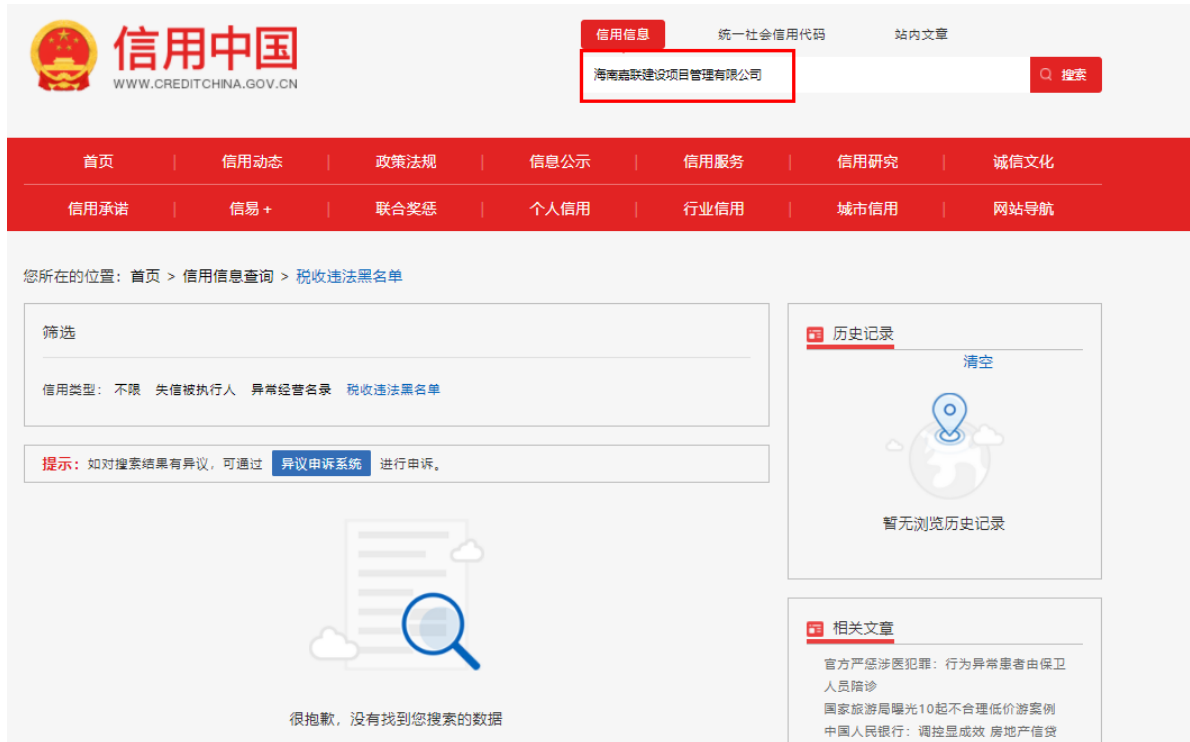 信用中国
WWW.CREDITCHINA.GOV.CN
信用信息 统一社会信用代码 站内文章
海南嘉联建设项目管理有限公司 搜索
首页 信用动态 政策法规 信息公示 信用服务 信用研究 诚信文化
信用承诺 信易+ 联合奖惩 个人信用 行业信用 城市信用 网站导航
您所在的位置：首页 > 信用信息查询 > 税收违法黑名单
筛选
信用类型： 不限 失信被执行人 异常经营名录 税收违法黑名单
提示：如对搜索结果有异议，可通过 异议申诉系统 进行申诉。
很抱歉，没有找到您搜索的数据
历史记录
清空
暂无浏览历史记录
相关文章
官方严惩涉医犯罪：行为异常患者由保卫
人员陪诊
国家旅游局曝光10起不合理低价游案例
中国人民银行：调控显成效 房地产信贷